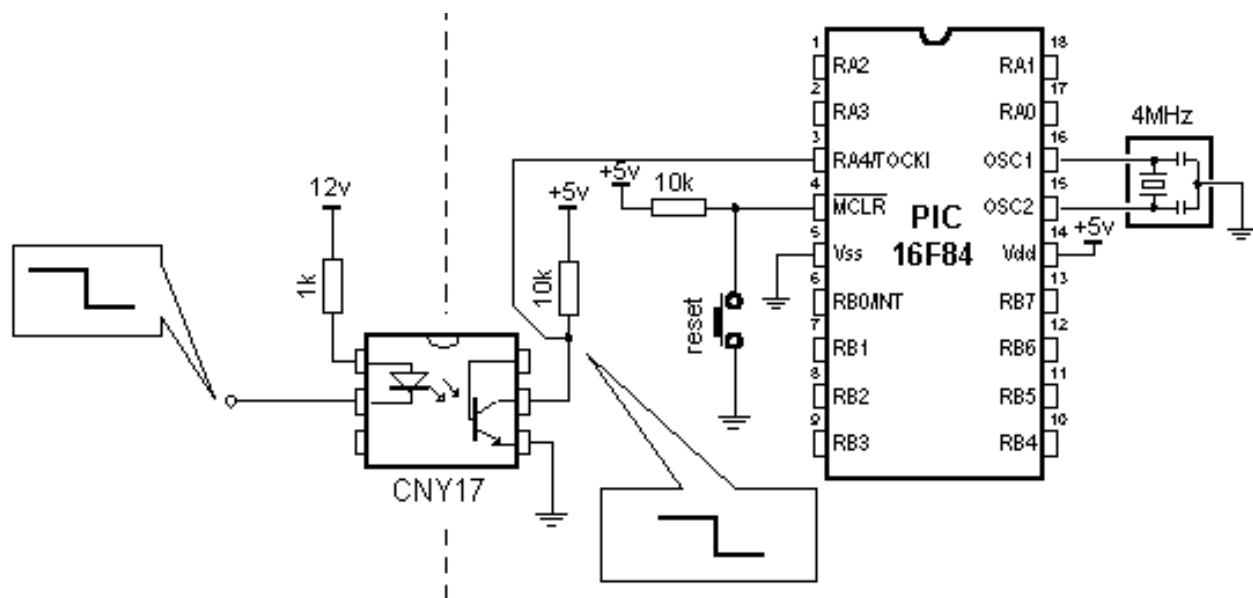 12v
1k
CNY17
+5v
10k
+5v
10k
reset
1
RA2
2
RA3
3
RA4/TOCKI
4
MCLR
5
Vss
6
RB0/INT
7
RB1
8
RB2
9
RB3
PIC
16F84
18
RA1
17
RA0
16
OSC1
15
OSC2
14
Vdd
13
RB7
12
RB6
11
RB5
10
RB4
4MHz
+5v